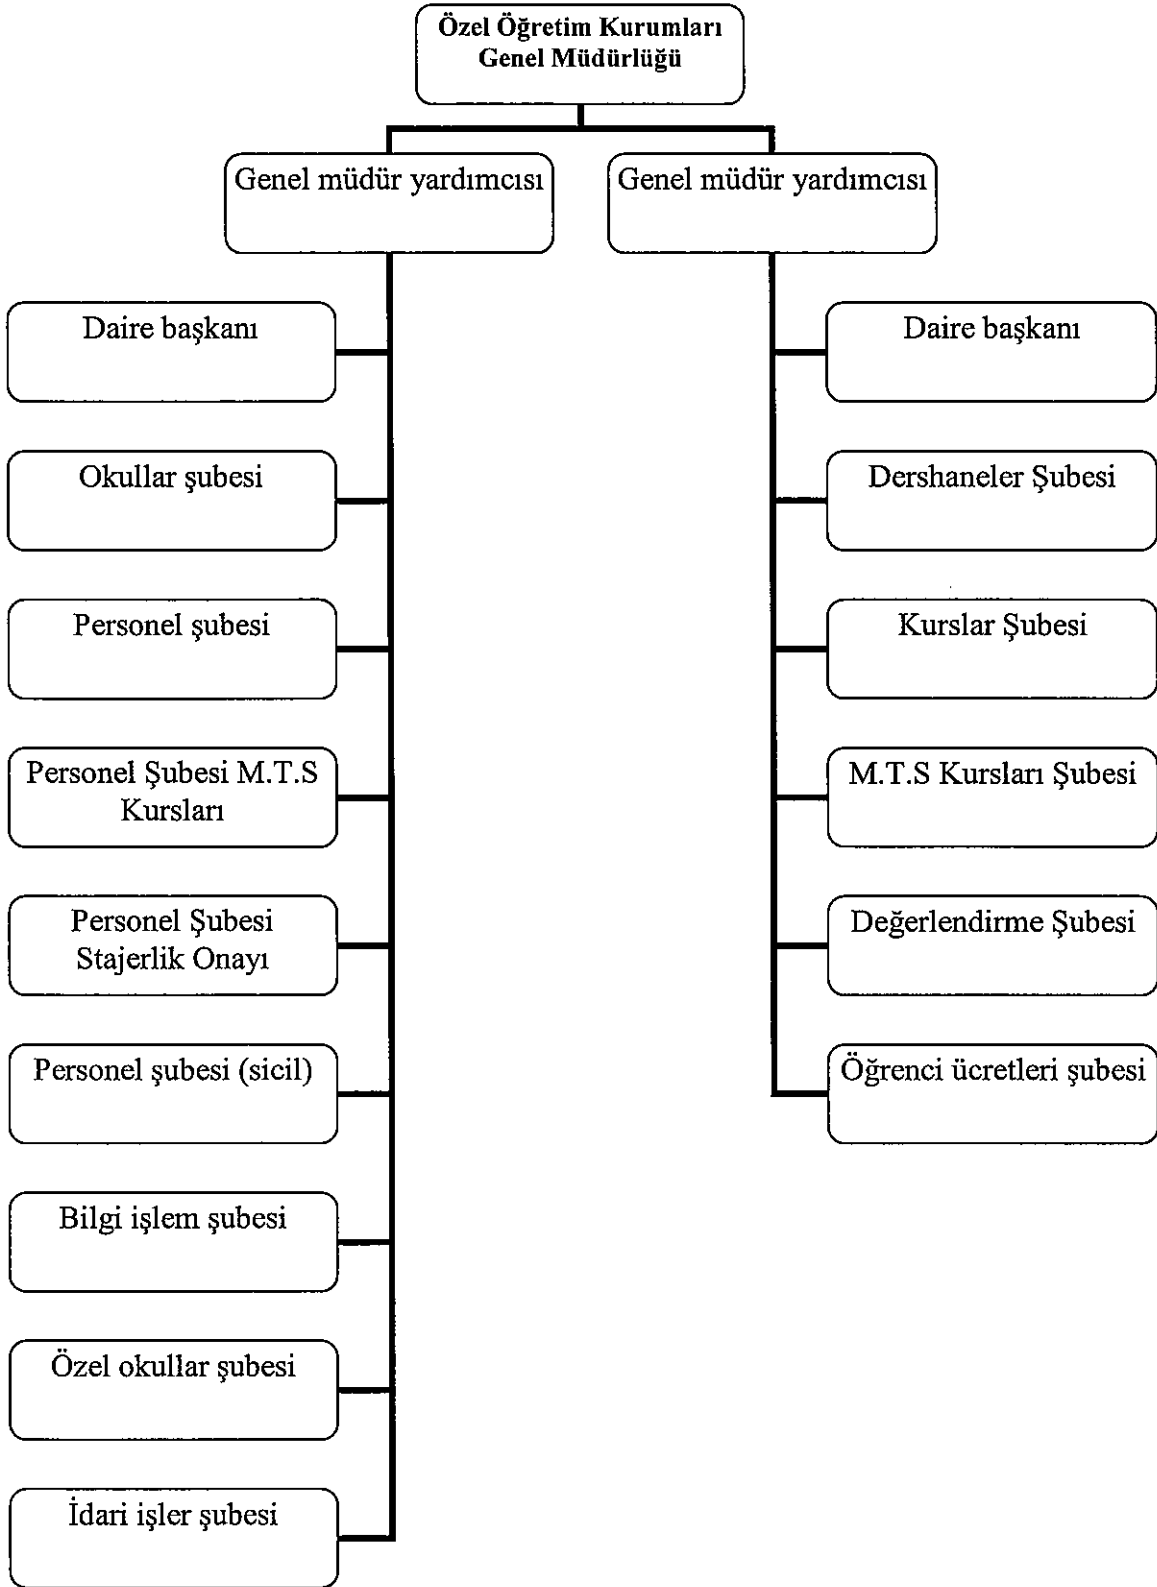 Özel Öğretim Kurumları
Genel Müdürlüğü
Genel müdür yardımcısı
Genel müdür yardımcısı
Daire başkanı
Okullar şubesi
Personel şubesi
Personel Şubesi M.T.S
Kursları
Personel Şubesi
Stajerlik Onayı
Personel şubesi (sicil)
Bilgi işlem şubesi
Özel okullar şubesi
İdari işler şubesi
Daire başkanı
Dershaneler Şubesi
Kurslar Şubesi
M.T.S Kursları Şubesi
Değerlendirme Şubesi
Öğrenci ücretleri şubesi